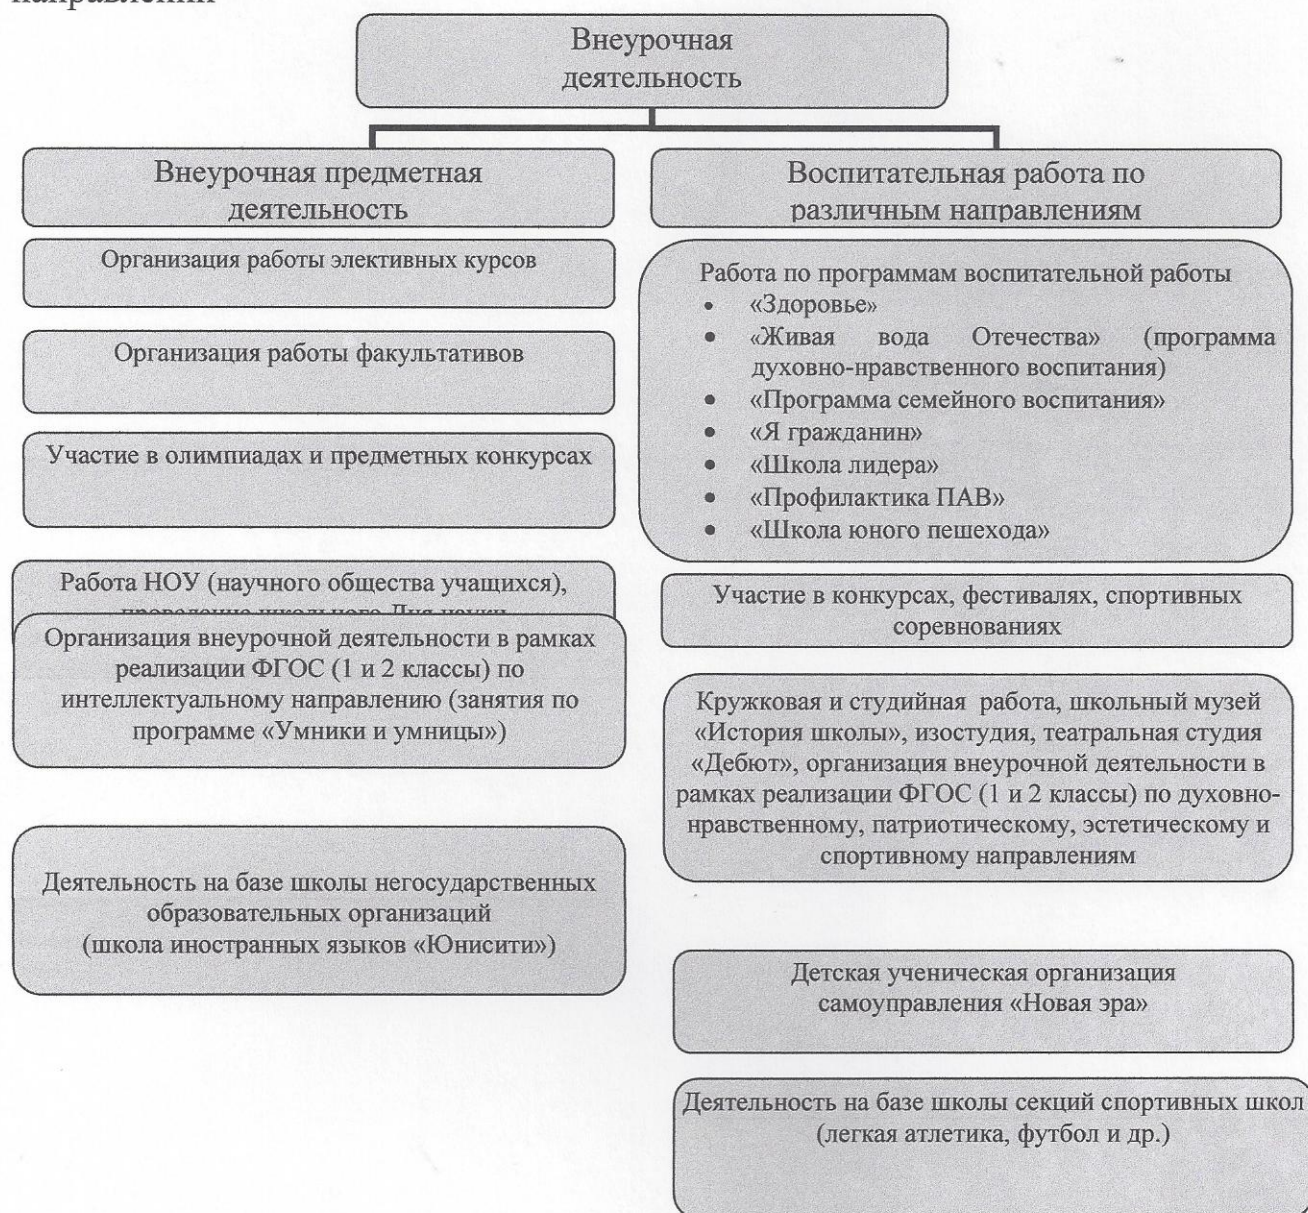 Внеурочная
деятельность
Внеурочная предметная
деятельность
Организация работы элективных курсов
Организация работы факультативов
Участие в олимпиадах и предметных конкурсах
Работа НОУ (научного общества учащихся),
проведение школьного Дня науки
Организация внеурочной деятельности в рамках
реализации ФГОС (1 и 2 классы) по
интеллектуальному направлению (занятия по
программе «Умники и умницы»)
Деятельность на базе школы негосударственных
образовательных организаций
(школа иностранных языков «Юнисити»)
Воспитательная работа по
различным направлениям
Работа по программам воспитательной работы
• «Здоровье»
• «Живая вода Отечества» (программа
духовно-нравственного воспитания)
• «Программа семейного воспитания»
• «Я гражданин»
• «Школа лидера»
• «Профилактика ПАВ»
• «Школа юного пешехода»
Участие в конкурсах, фестивалях, спортивных
соревнованиях
Кружковая и студийная работа, школьный музей
«История школы», изостудия, театральная студия
«Дебют», организация внеурочной деятельности в
рамках реализации ФГОС (1 и 2 классы) по духовно-
нравственному, патриотическому, эстетическому и
спортивному направлениям
Детская ученическая организация
самоуправления «Новая эра»
Деятельность на базе школы секций спортивных школ
(легкая атлетика, футбол и др.)